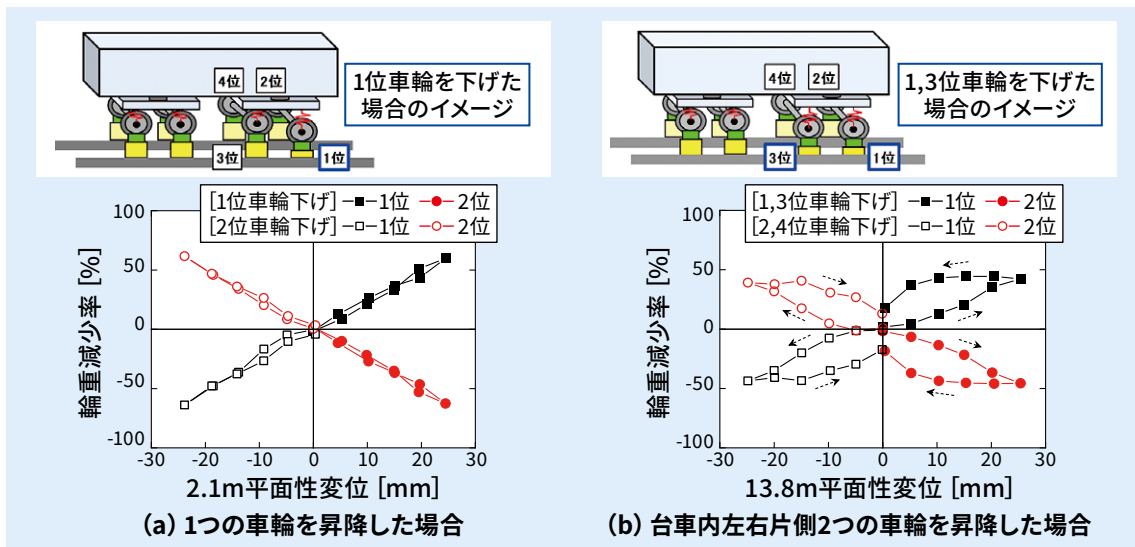 4位 2位
1位車輪を下げた
場合のイメージ
3位 1位
[1位車輪下げ] 1位 2位
[2位車輪下げ] 1位 2位
輪重減少率 [%]
100
50
0
-50
-100
-30 -20 -10 0 10 20 30
2.1m平面性変位 [mm]
(a) 1つの車輪を昇降した場合
4位 2位
1,3位車輪を下げた
場合のイメージ
3位 1位
[1,3位車輪下げ] 1位 2位
[2,4位車輪下げ] 1位 2位
輪重減少率 [%]
100
50
0
-50
-100
-30 -20 -10 0 10 20 30
13.8m平面性変位 [mm]
(b) 台車内左右片側2つの車輪を昇降した場合